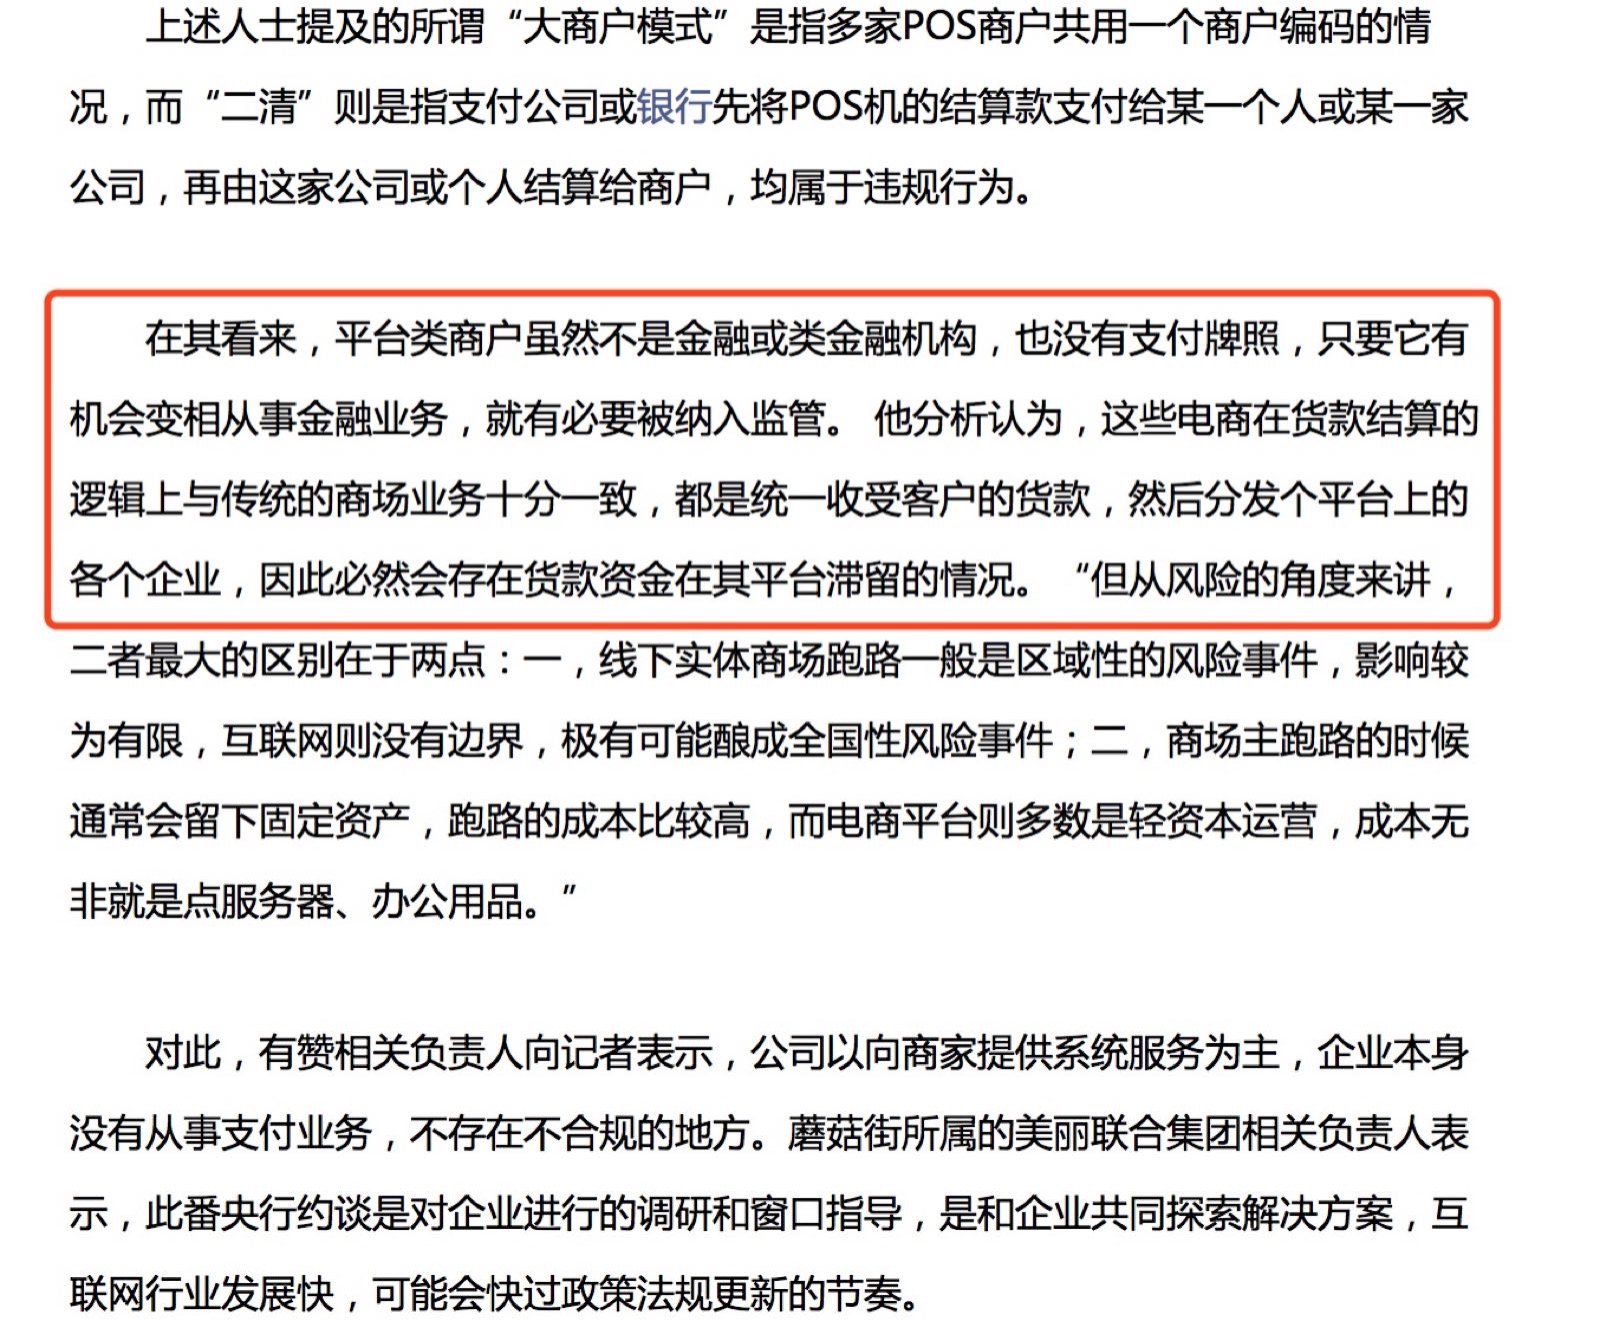 上述人士提及的所谓“大商户模式”是指多家POS商户共用一个商户编码的情
况，而“二清”则是指支付公司或银行先将POS机的结算款支付给某一个人或某一家
公司，再由这家公司或个人结算给商户，均属于违规行为。
在其看来，平台类商户虽然不是金融或类金融机构，也没有支付牌照，只要它有
机会变相从事金融业务，就有必要被纳入监管。 他分析认为，这些电商在货款结算的
逻辑上与传统的商场业务十分一致，都是统一收受客户的货款，然后分发个平台上的
各个企业，因此必然会存在货款资金在其平台滞留的情况。 “但从风险的角度来讲，
二者最大的区别在于两点：一，线下实体商场跑路一般是区域性的风险事件，影响较
为有限，互联网则没有边界，极有可能酿成全国性风险事件；二，商场主跑路的时候
通常会留下固定资产，跑路的成本比较高，而电商平台则多数是轻资本运营，成本无
非就是点服务器、办公用品。”
对此，有赞相关负责人向记者表示，公司以向商家提供系统服务为主，企业本身
没有从事支付业务，不存在不合规的地方。蘑菇街所属的美丽联合集团相关负责人表
示，此番央行约谈是对企业进行的调研和窗口指导，是和企业共同探索解决方案，互
联网行业发展快，可能会快过政策法规更新的节奏。